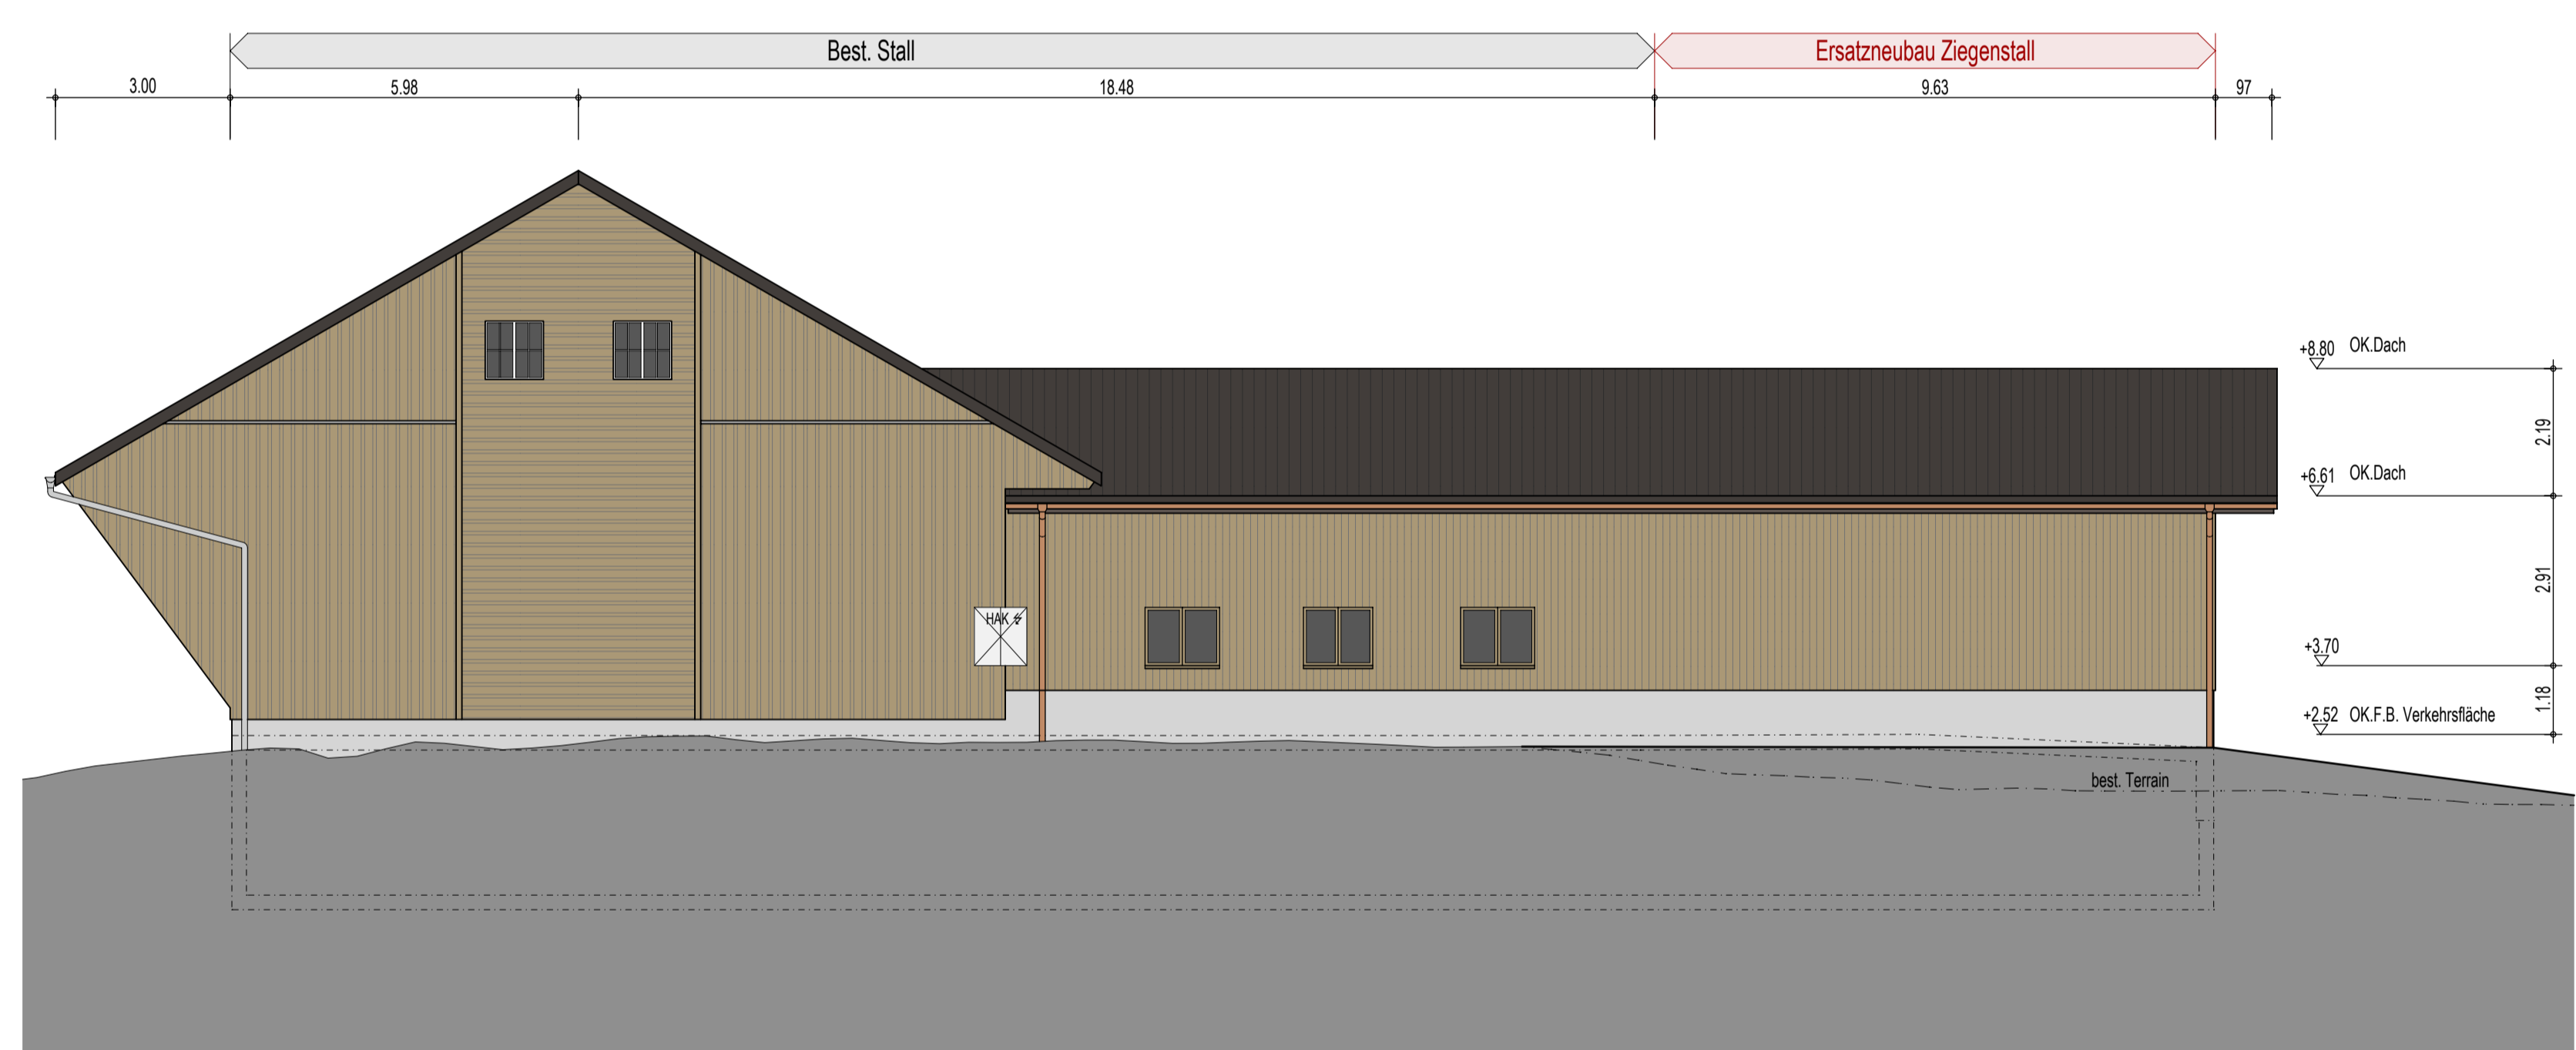 Best. Stall
Ersatzneubau Ziegenstall
3.00
5.98
18.48
9.63
97
+8.80 OK.Dach
2.19
+6.61 OK.Dach
2.91
HAK
+3.70
1.18
+2.52 OK.F.B. Verkehrsfläche
best. Terrain